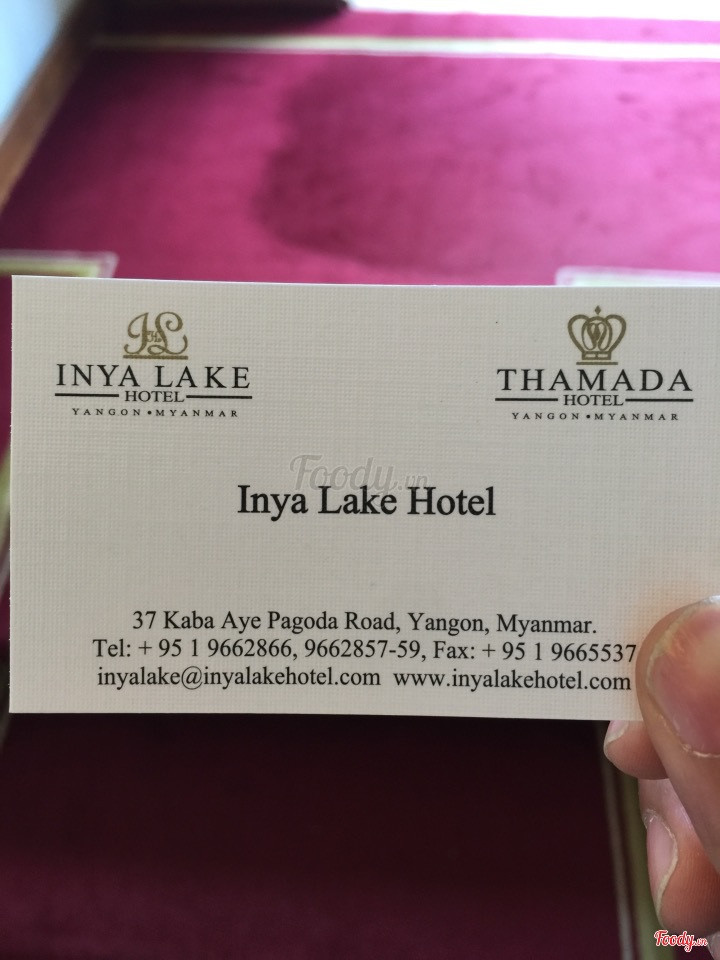 INYA LAKE
HOTEL
YANGON • MYANMAR
THAMADA
HOTEL
YANGON • MYANMAR
Foody.vn
Inya Lake Hotel
37 Kaba Aye Pagoda Road, Yangon, Myanmar.
Tel: + 95 1 9662866, 9662857-59, Fax: + 95 1 9665537
inyalake@inyalakehotel.com www.inyalakehotel.com
Foody.vn